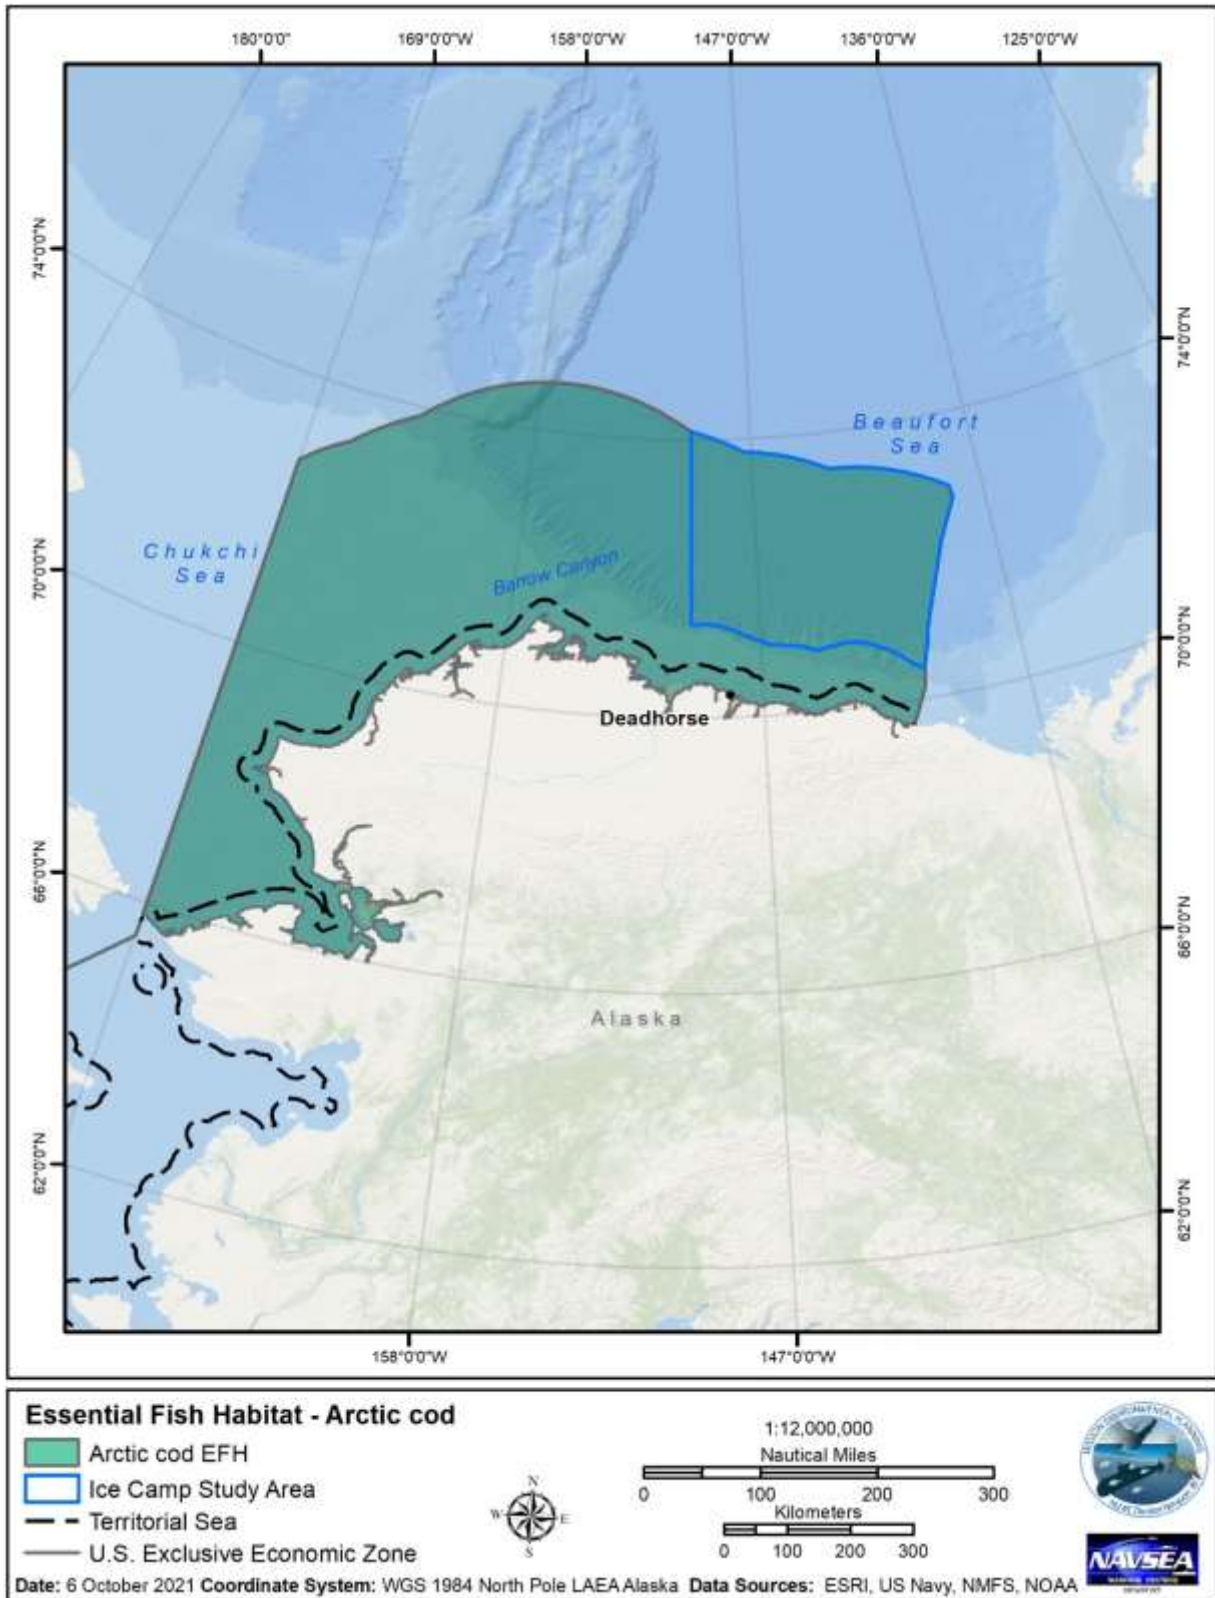 180°0'0" 169°0'0"W 158°0'0"W 147°0'0"W 136°0'0"W 125°0'0"W
74°0'0"N
74°0'0"N
Beaufort
Sea
Chukchi
Sea
70°0'0"N
Barrow Canyon
70°0'0"N
Deadhorse
66°0'0"N
66°0'0"N
Alaska
62°0'0"N
62°0'0"N
158°0'0"W 147°0'0"W
Essential Fish Habitat - Arctic cod
Arctic cod EFH
Ice Camp Study Area
Territorial Sea
U.S. Exclusive Economic Zone
N
W E
S
1:12,000,000
Nautical Miles
0 100 200 300
Kilometers
0 100 200 300
NAVSEA
Date: 6 October 2021 Coordinate System: WGS 1984 North Pole LAEA Alaska Data Sources: ESRI, US Navy, NMFS, NOAA